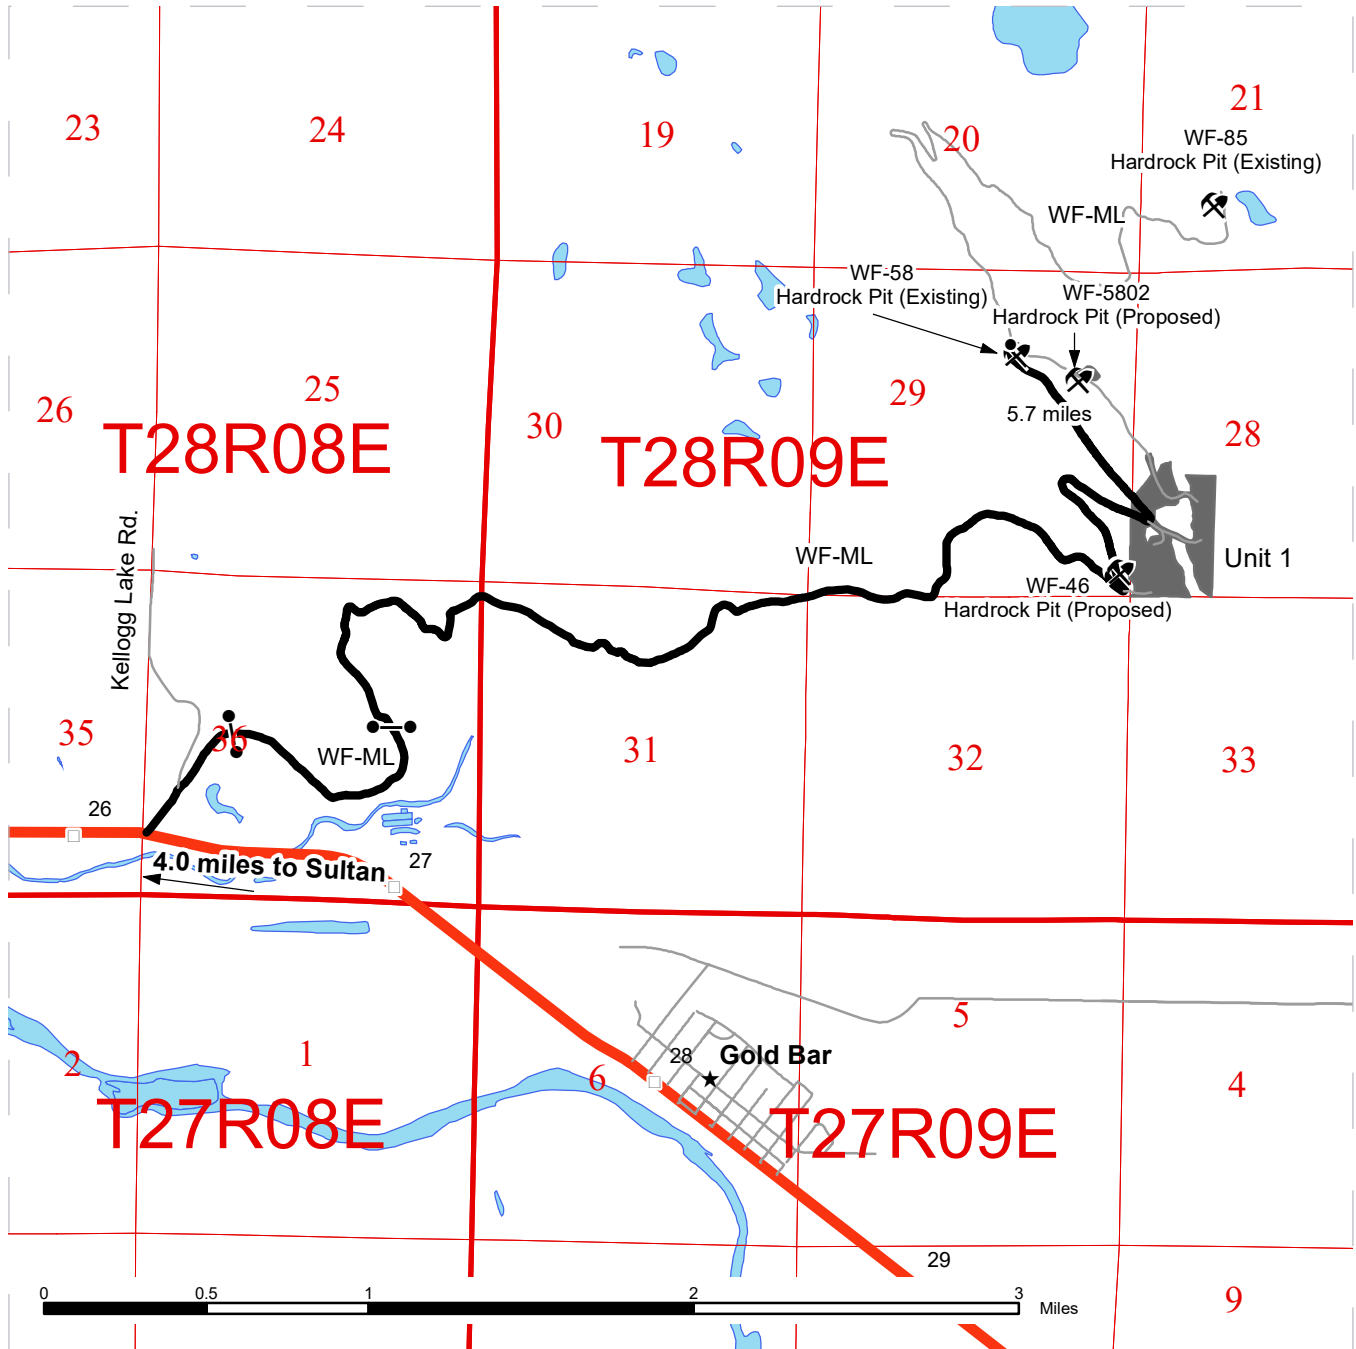 23
24
19
20
21
WF-85
Hardrock Pit (Existing)
WF-ML
WF-58
Hardrock Pit (Existing)
WF-5802
Hardrock Pit (Proposed)
26
25
30
29
28
5.7 miles
T28R08E
T28R09E
Kellogg Lake Rd.
WF-ML
Unit 1
WF-46
Hardrock Pit (Proposed)
35
36
WF-ML
31
32
33
26
27
4.0 miles to Sultan
2
1
6
5
4
28
Gold Bar
T27R08E
T27R09E
29
9
0
0.5
1
2
3
Miles